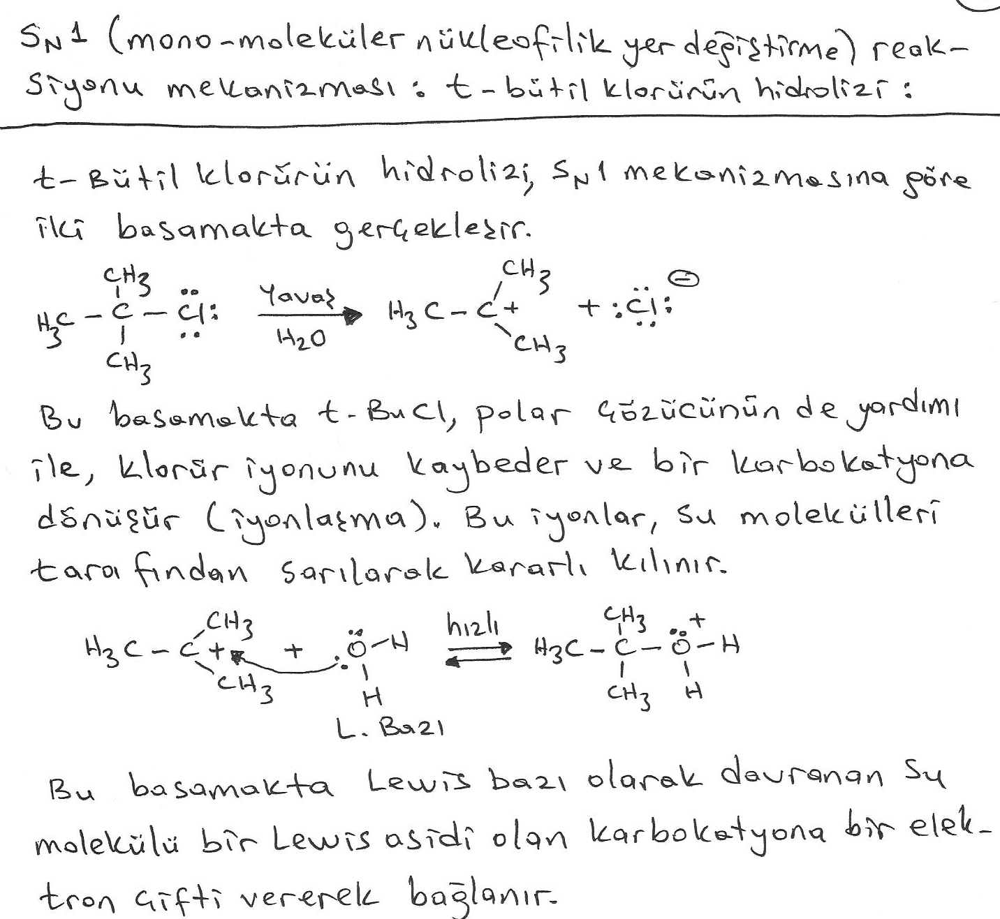 SN1 (mono-moleküler nükleofilik yer değiştirme) reak-
siyonu mekanizması : t-bütil klorürün hidrolizi :
t-Bütil klorürün hidrolizi, SN1 mekanizmasına göre
iki basamakta gerçekleşir.
CH3
H3C - C - Cl: Yavaş H2O H3C - C+ CH3 CH3 + :Cl: ⊖
CH3
Bu basamakta t-BuCl, polar çözücünün de yardımı
ile, klorür iyonunu kaybeder ve bir karbokatyona
dönüşür (iyonlaşma). Bu iyonlar, su molekülleri
tarafından sarılarak kararlı kılınır.
CH3 hızlı CH3 +
H3C - C+ + :O-H H3C - C - O - H
CH3 H CH3 H
L. Bazı
Bu basamakta Lewis bazı olarak davranan su
molekülü bir Lewis asidi olan karbokatyona bir elek-
tron çifti vererek bağlanır.